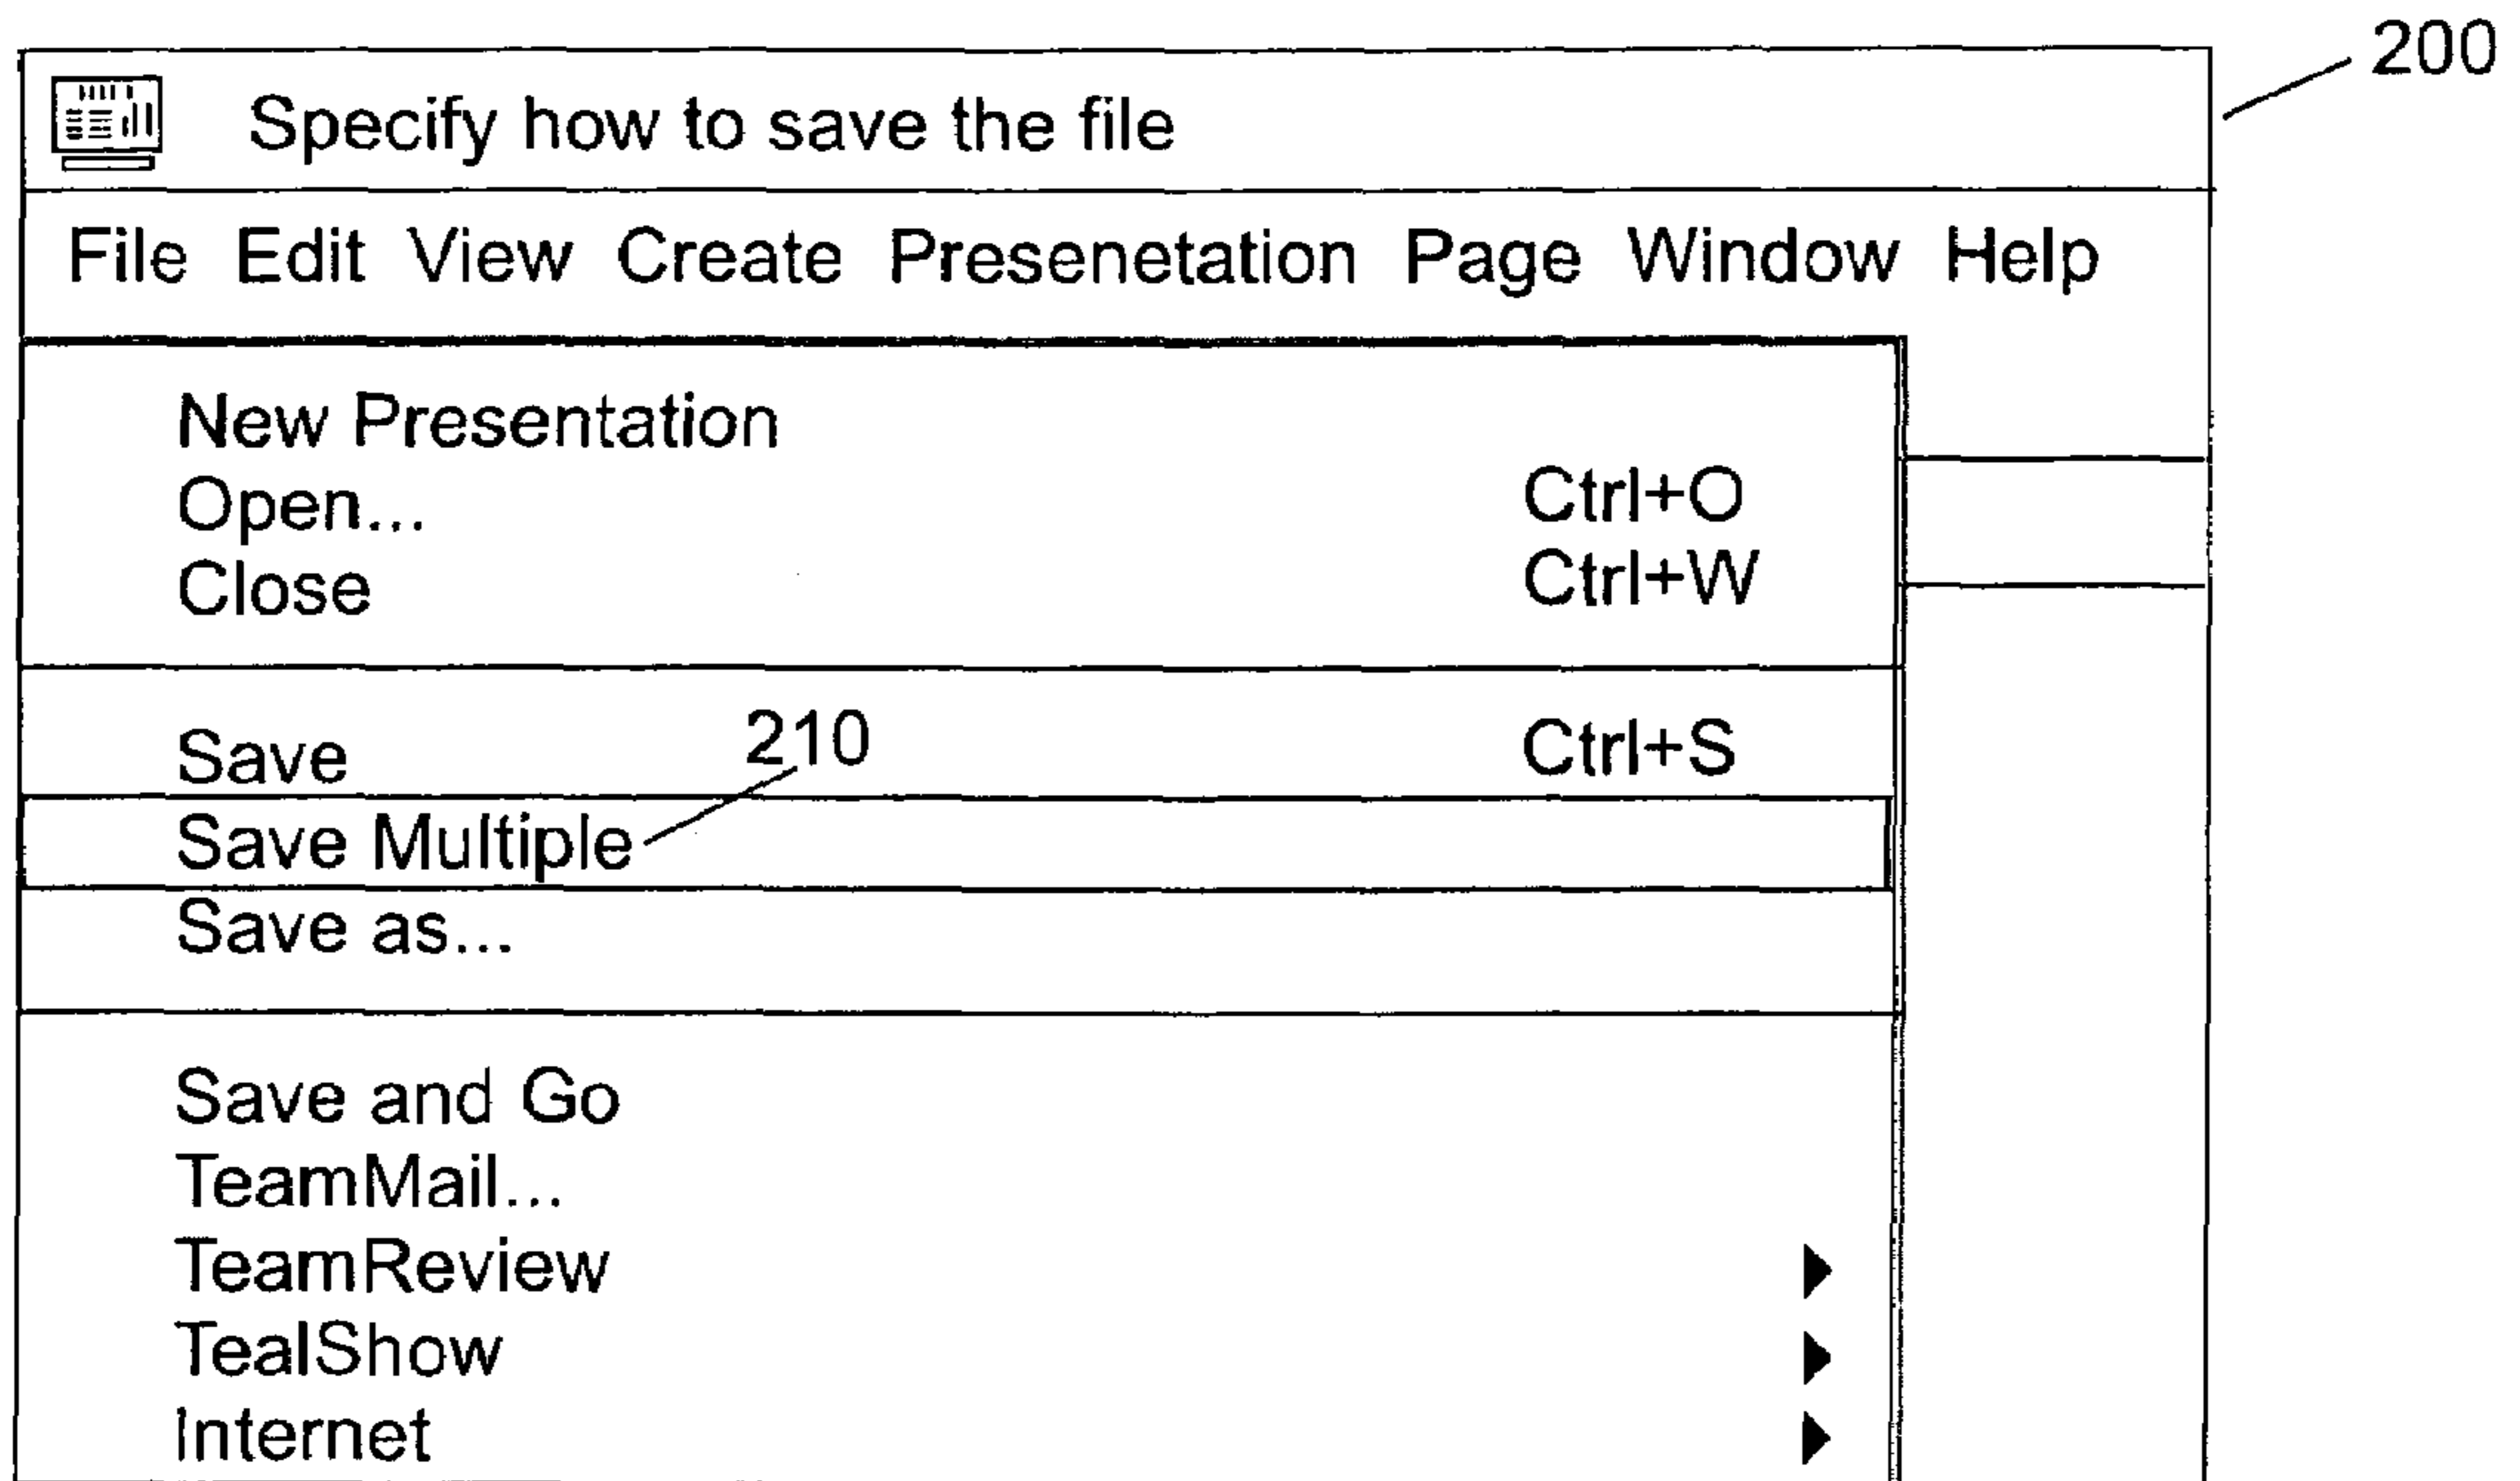 200
Specify how to save the file
File Edit View Create Presenetation Page Window Help
New Presentation
Open... Ctrl+O
Close Ctrl+W
Save 210 Ctrl+S
Save Multiple
Save as...
Save and Go
TeamMail...
TeamReview
TealShow
Internet